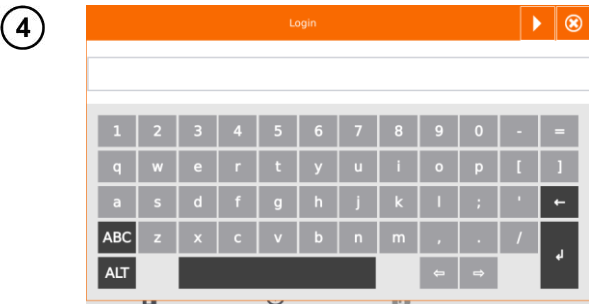 4
Login
1 2 3 4 5 6 7 8 9 0 - =
q w e r t y u i o p [ ]
a s d f g h j k l ; ' ←
ABC z x c v b n m , . / ↲
ALT ⇦ ⇨